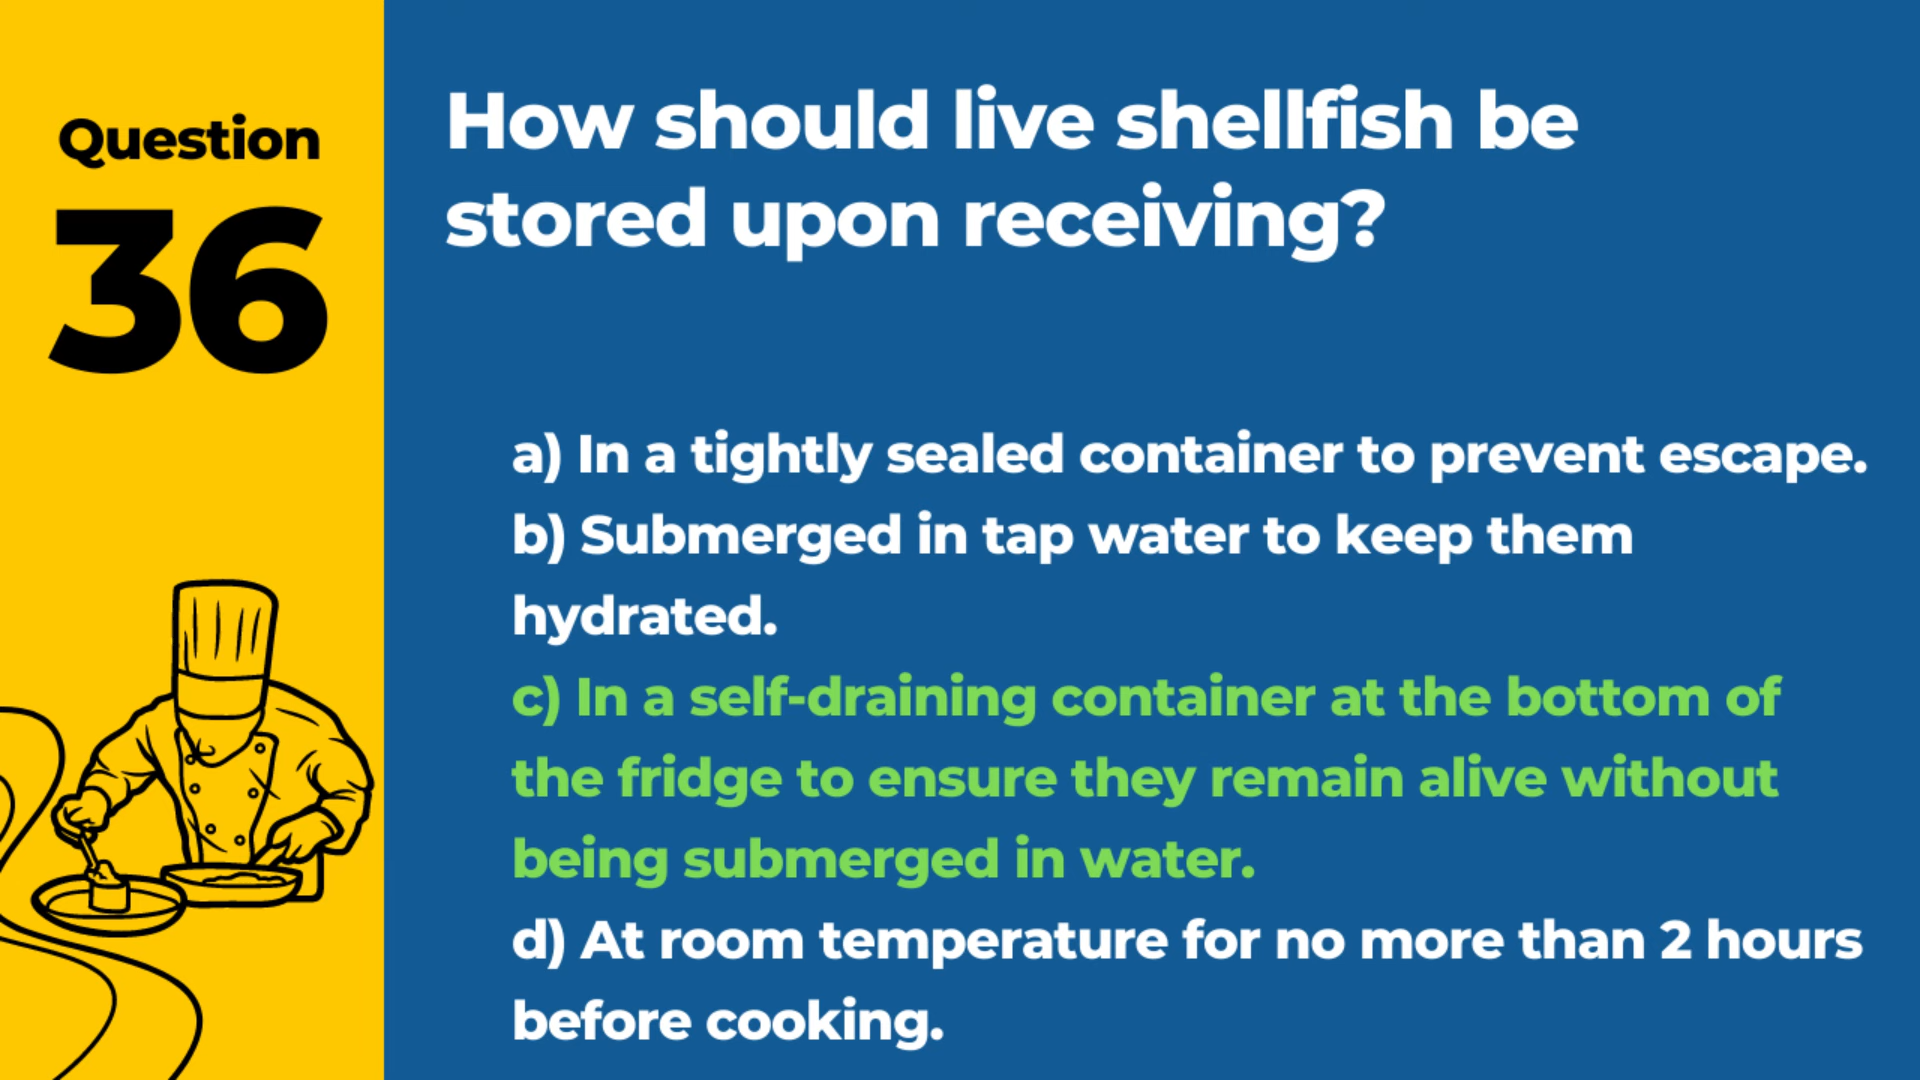 Question
36
How should live shellfish be
stored upon receiving?
a) In a tightly sealed container to prevent escape.
b) Submerged in tap water to keep them
hydrated.
c) In a self-draining container at the bottom of
the fridge to ensure they remain alive without
being submerged in water.
d) At room temperature for no more than 2 hours
before cooking.